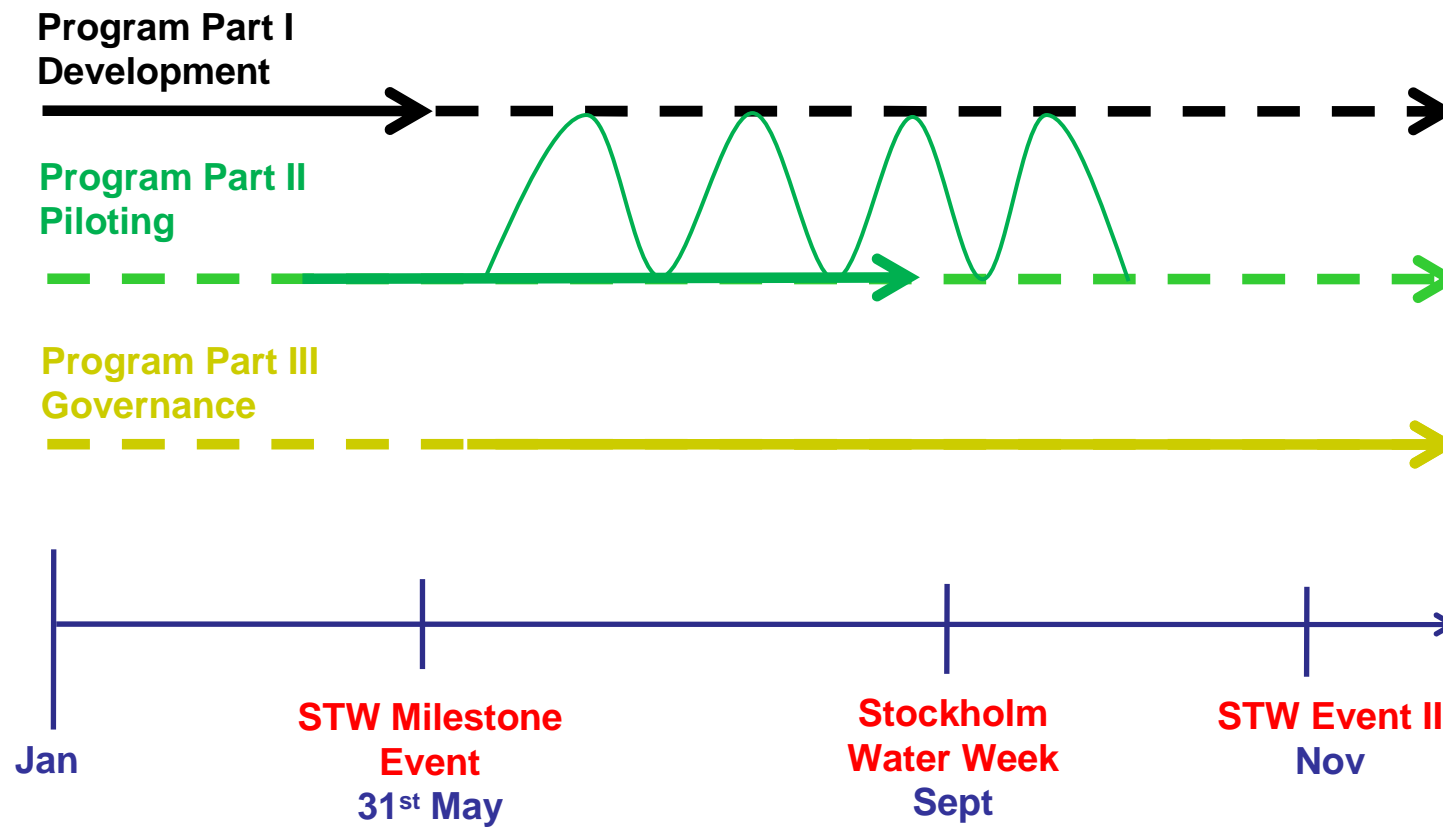 Program Part I
Development
Program Part II
Piloting
Program Part III
Governance
Jan
STW Milestone
Event
31st May
Stockholm
Water Week
Sept
STW Event II
Nov